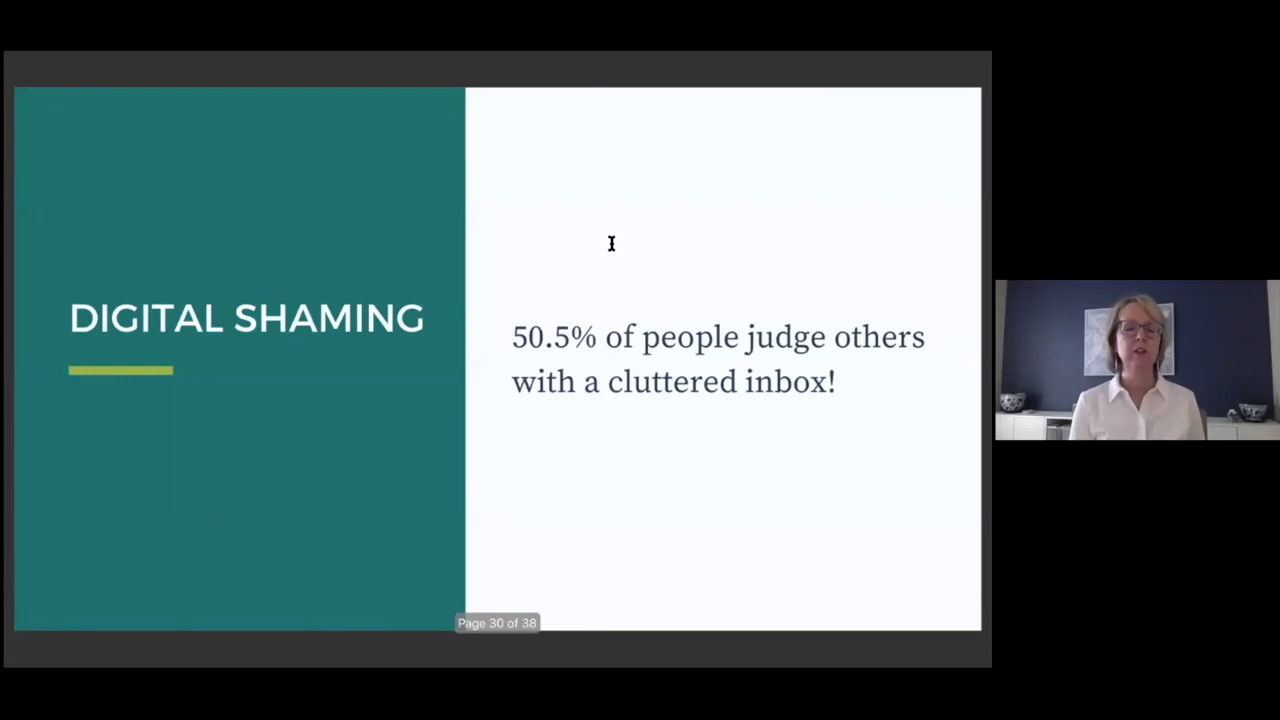 DIGITAL SHAMING
50.5% of people judge others
with a cluttered inbox!
Page 30 of 38